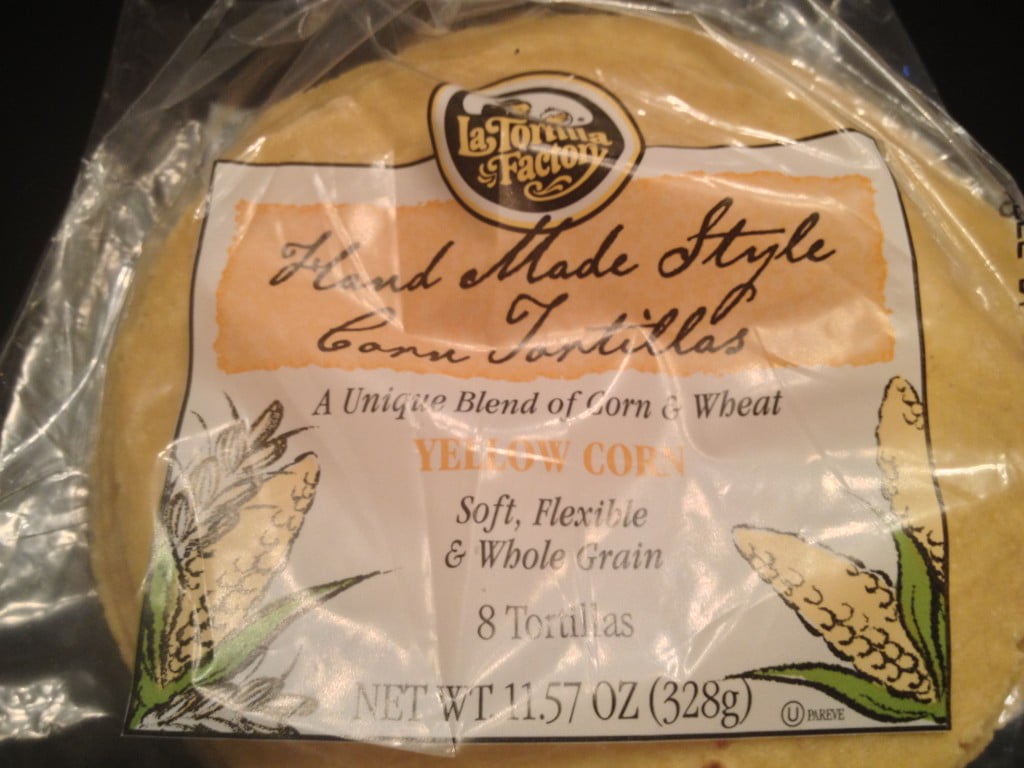 La Tortilla
Factory
Hand Made Style
Corn Tortillas
A Unique Blend of Corn & Wheat
YELLOW CORN
Soft, Flexible
& Whole Grain
8 Tortillas
NET WT. 11.57 OZ (328g)
U PAREVE